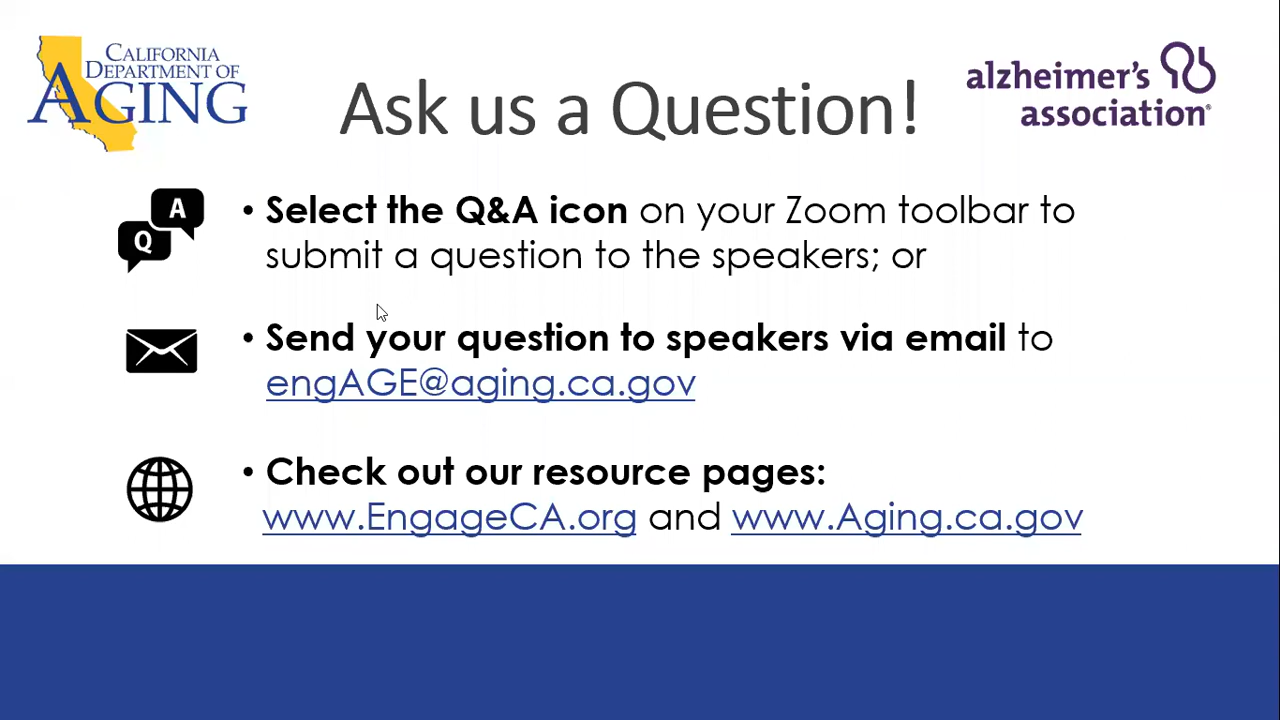 CALIFORNIA
DEPARTMENT OF
AGING
Ask us a Question!
alzheimer's
association®
A
Q
• Select the Q&A icon on your Zoom toolbar to
submit a question to the speakers; or
• Send your question to speakers via email to
engAGE@aging.ca.gov
• Check out our resource pages:
www.EngageCA.org and www.Aging.ca.gov